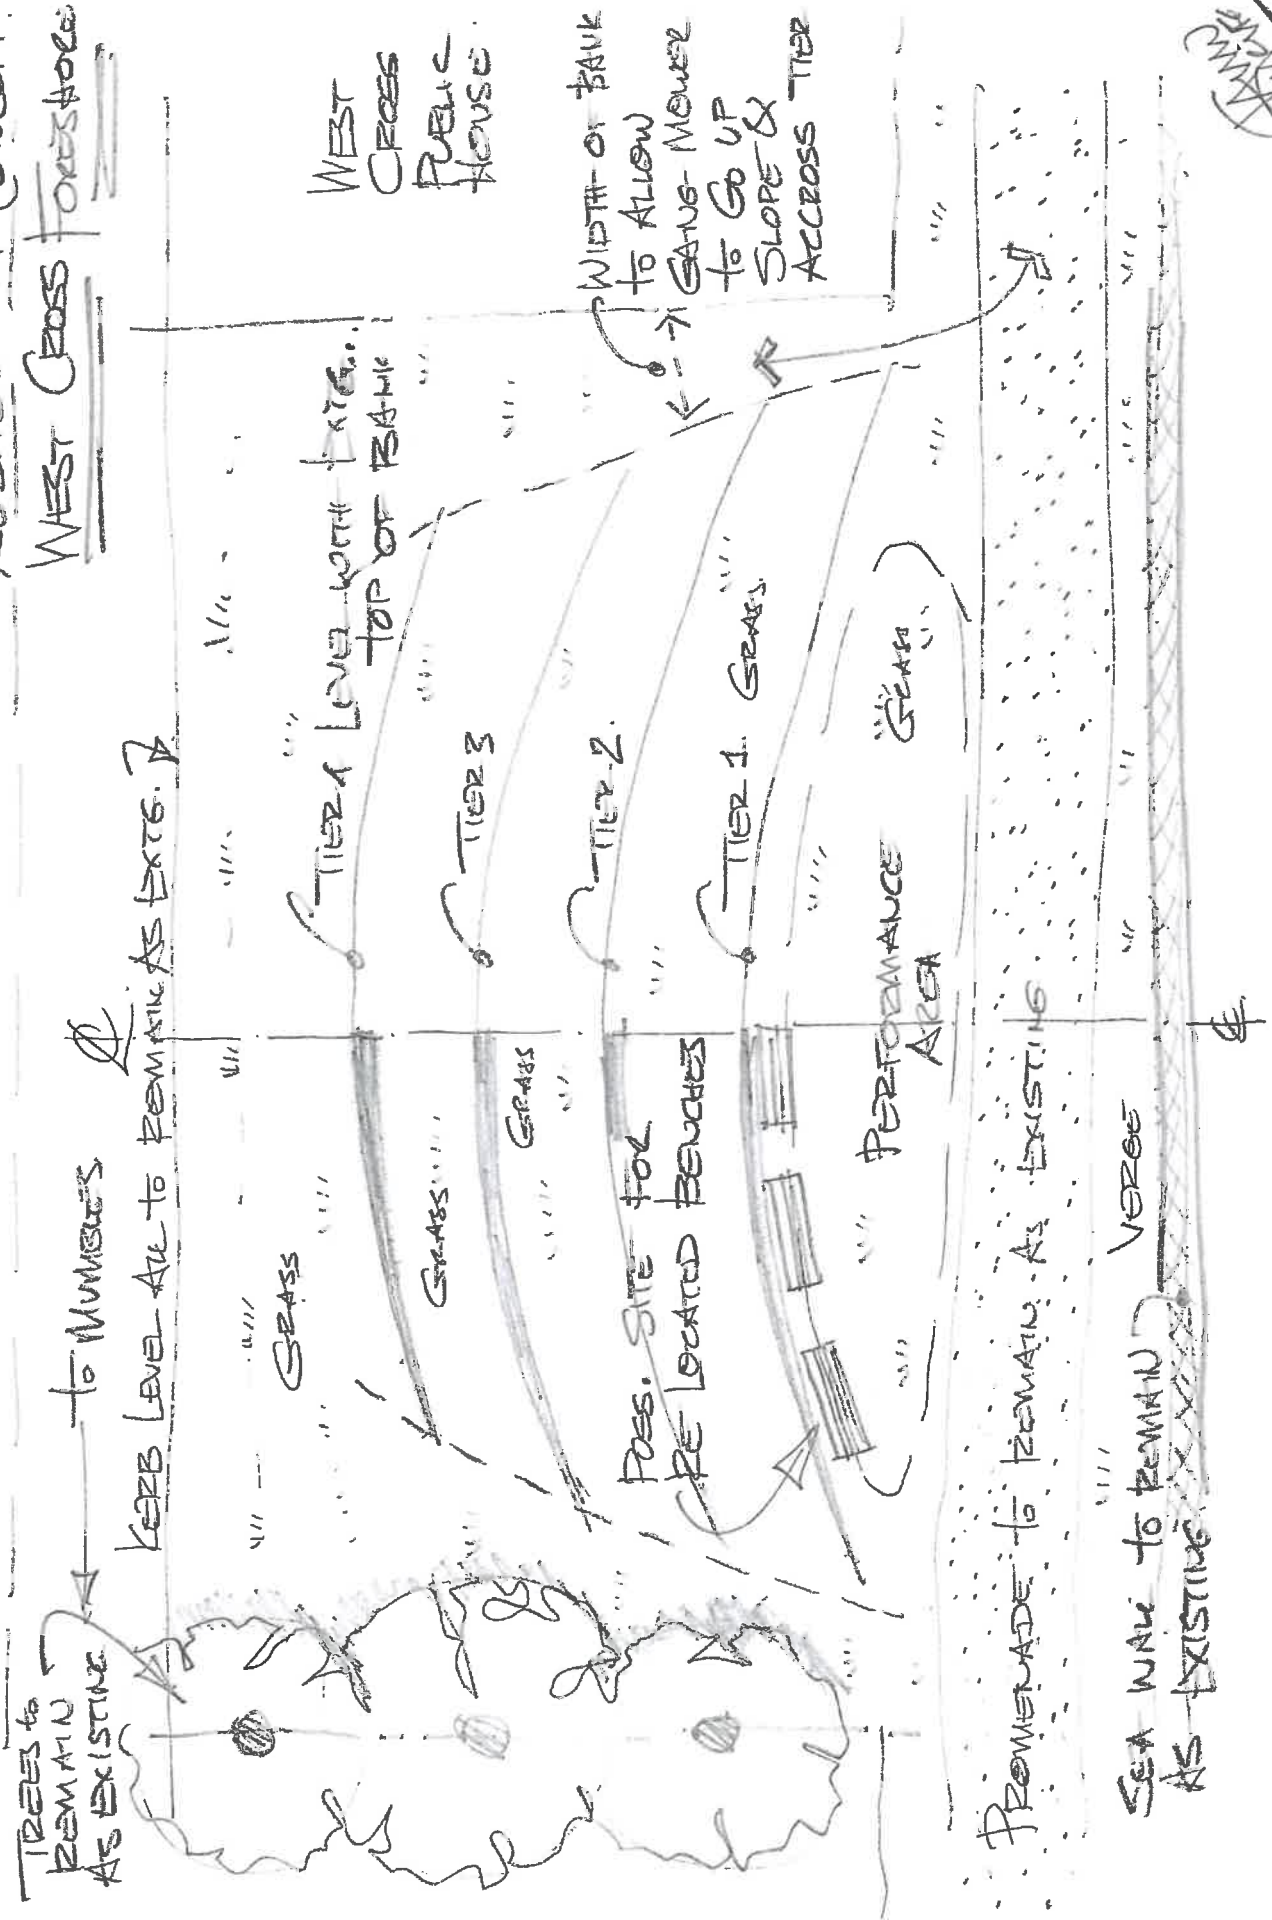 WEST CROSS FORESHORE
TREES to
REMAIN
AS EXISTING
to MUMBLES
KERB LEVEL ALL to REMAIN AS EXTG.
WEST
CROSS
PUBLIC
HOUSE.
TIER 4 LEVEL WITH EXTG.
TOP OF BANK
GRASS
GRASS
TIER 3
GRASS
WIDTH OF BANK
to ALLOW
GANG-MOWER
to GO UP
SLOPE &
ACCROSS TIER
TIER 2.
POSS. SITE FOR
RE LOCATED BENCHES
TIER 1 GRASS
PERFORMANCE
AREA
GRASS
PROMENADE to REMAIN AS EXISTING
VERGE
SEA WALL to REMAIN
AS EXISTING